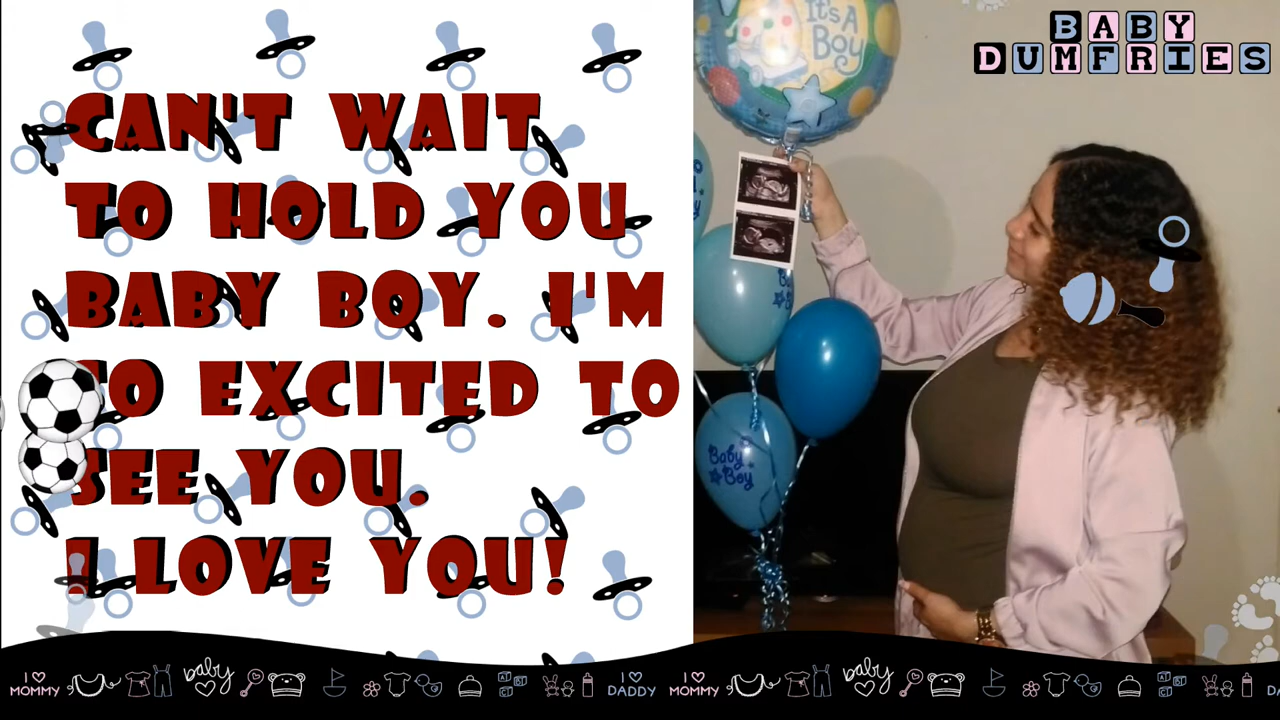 CAN'T WAIT
TO HOLD YOU
BABY BOY. I'M
SO EXCITED TO
SEE YOU.
I LOVE YOU!
It's A
Boy
BABY
DUMFRIES
Baby
Boy
I ♡
MOMMY
baby
I ♡
DADDY
I ♡
MOMMY
baby